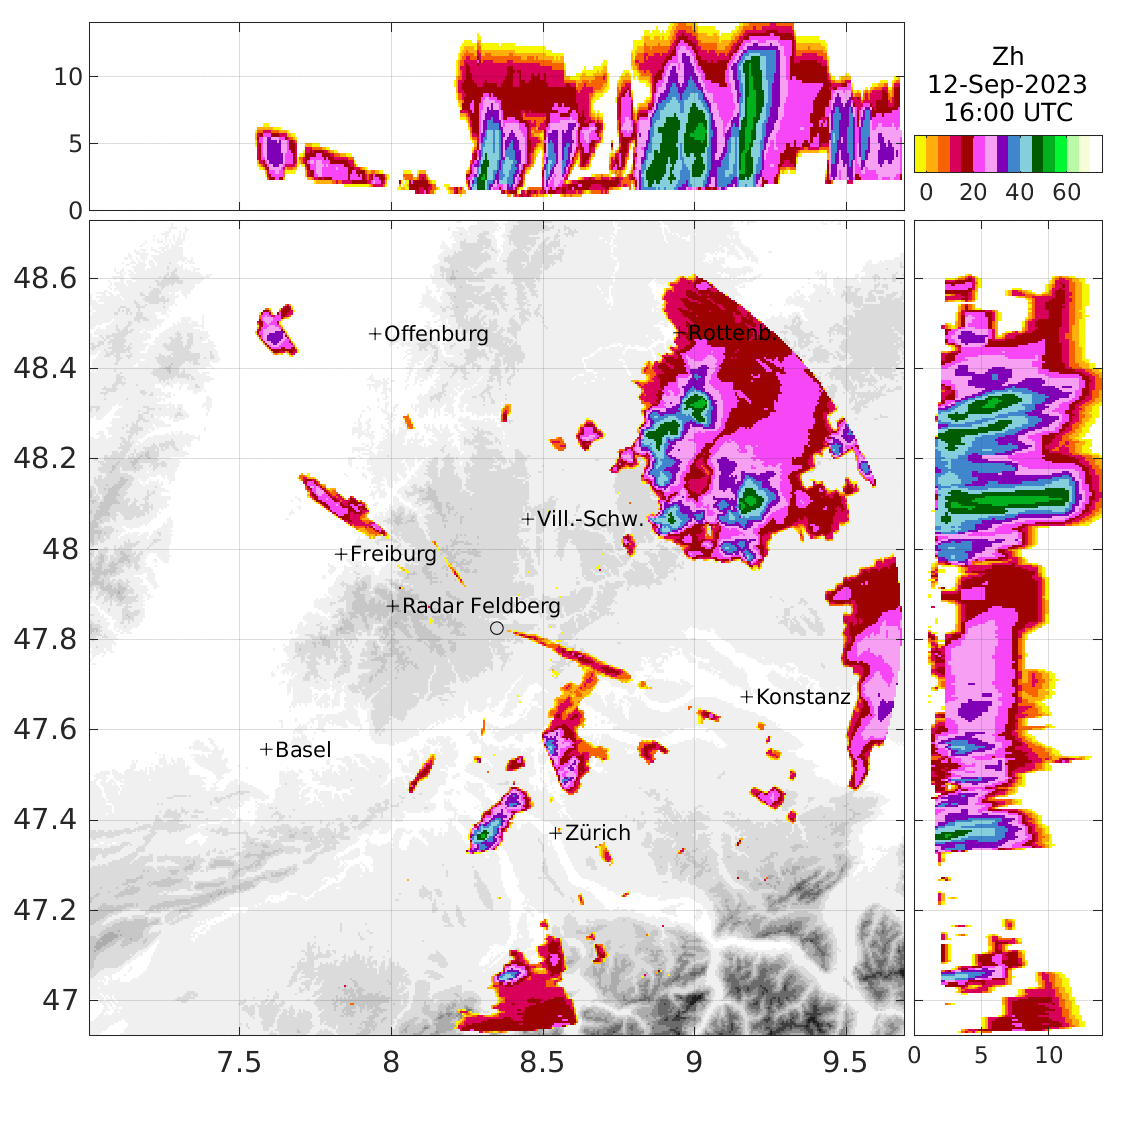 10
5
0
Zh
12-Sep-2023
16:00 UTC
0 20 40 60
48.6
+Offenburg
+Rottenb.
48.4
48.2
+Vill.-Schw.
48
+Freiburg
+Radar Feldberg
47.8
+Konstanz
47.6
+Basel
47.4
+Zürich
47.2
47
7.5 8 8.5 9 9.5
0 5 10